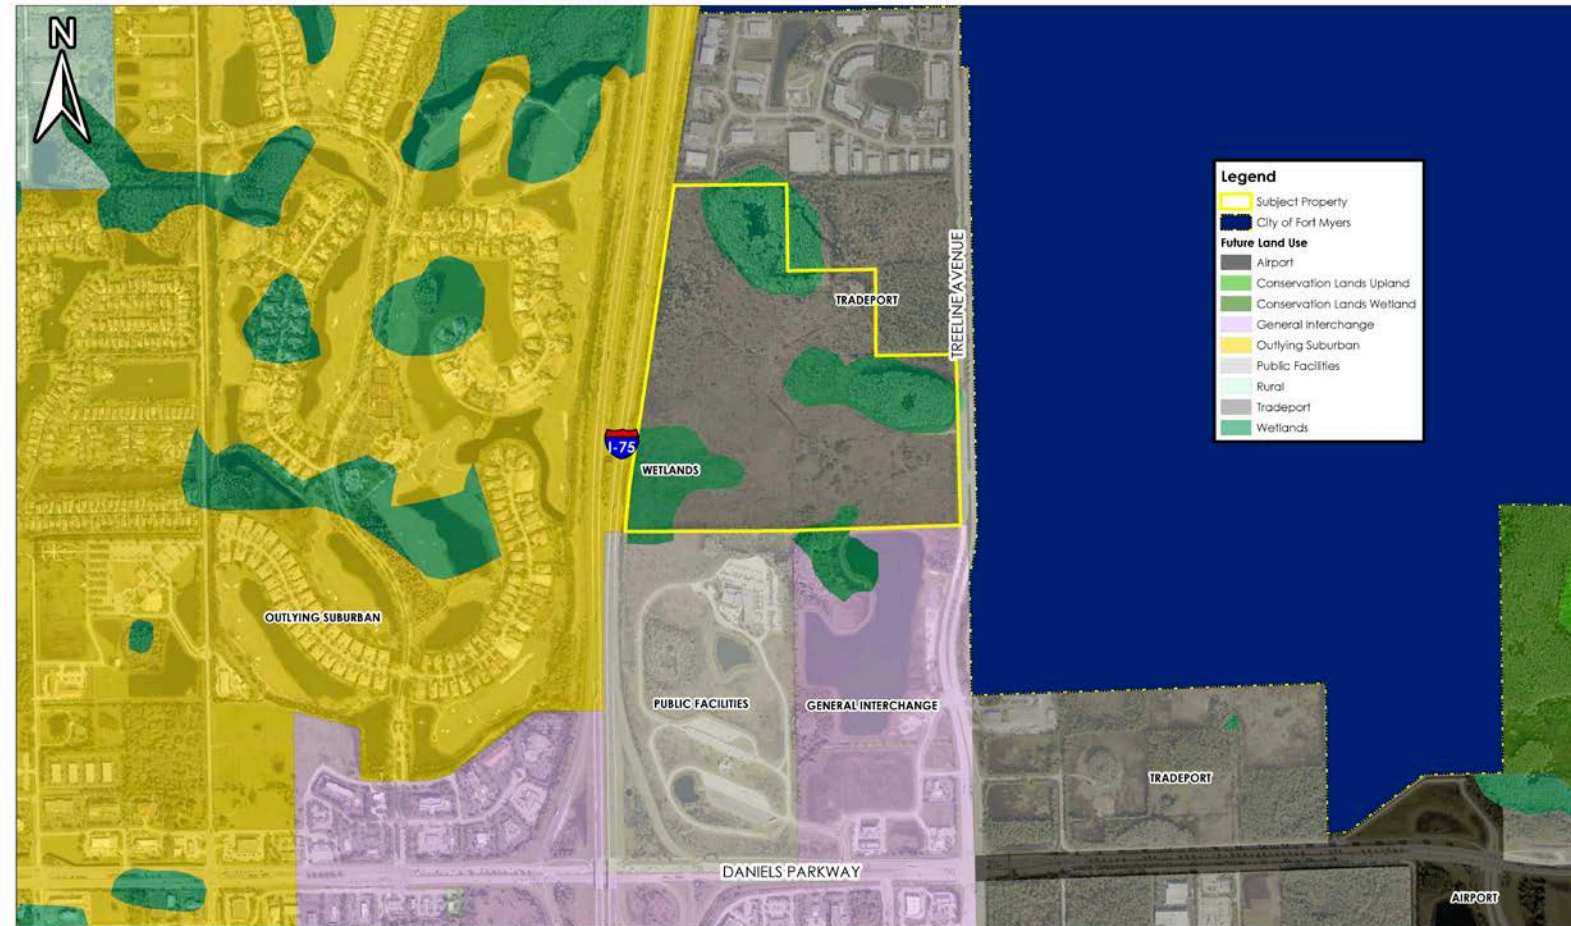 N
TREELINE AVENUE
TRADEPORT
I-75
WETLANDS
OUTLYING SUBURBAN
PUBLIC FACILITIES
GENERAL INTERCHANGE
TRADEPORT
DANIELS PARKWAY
AIRPORT
Legend
Subject Property
City of Fort Myers
Future Land Use
Airport
Conservation Lands Upland
Conservation Lands Wetland
General Interchange
Outlying Suburban
Public Facilities
Rural
Tradeport
Wetlands